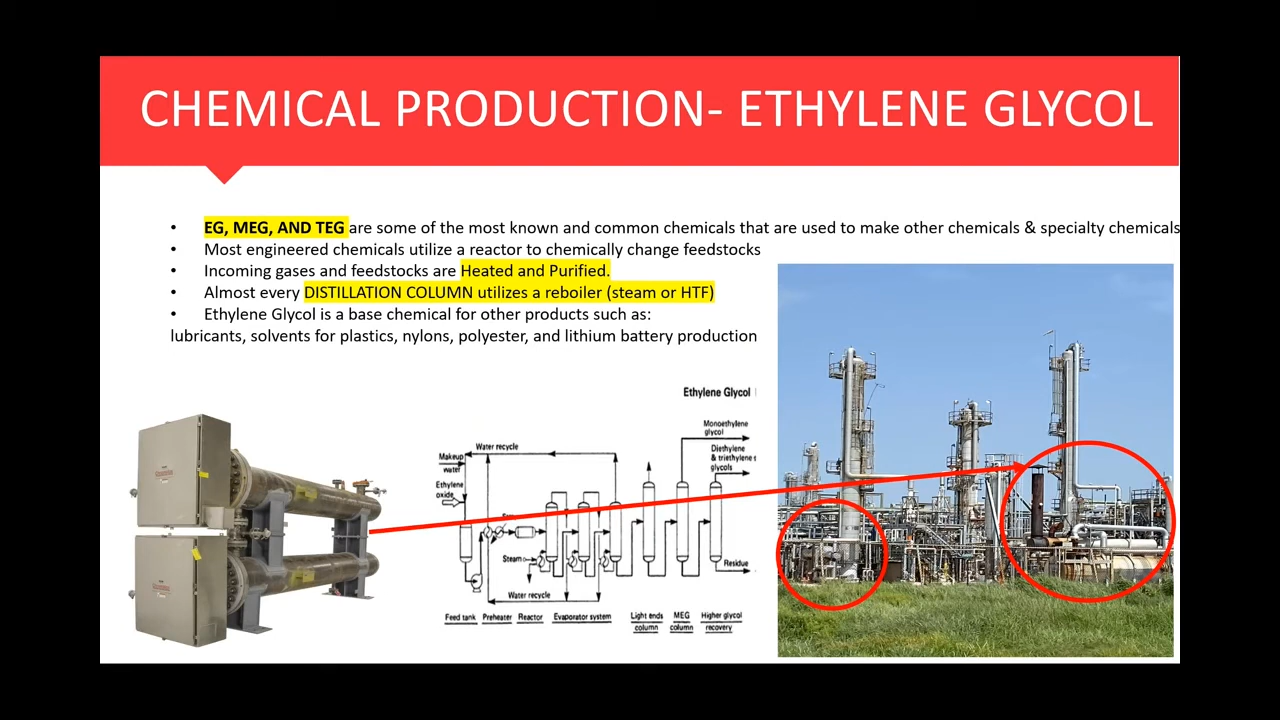 CHEMICAL PRODUCTION- ETHYLENE GLYCOL
• EG, MEG, AND TEG are some of the most known and common chemicals that are used to make other chemicals & specialty chemicals
• Most engineered chemicals utilize a reactor to chemically change feedstocks
• Incoming gases and feedstocks are Heated and Purified.
• Almost every DISTILLATION COLUMN utilizes a reboiler (steam or HTF)
• Ethylene Glycol is a base chemical for other products such as:
lubricants, solvents for plastics, nylons, polyester, and lithium battery production
Ethylene Glycol
Monoethylene
glycol
Water recycle
Diethylene
& triethylene
glycols
Makeup
water
Ethylene
oxide
Steam
Residue
Water recycle
Feed tank
Preheater
Reactor
Evaporator system
Light ends
column
MEG
column
Higher glycol
recovery